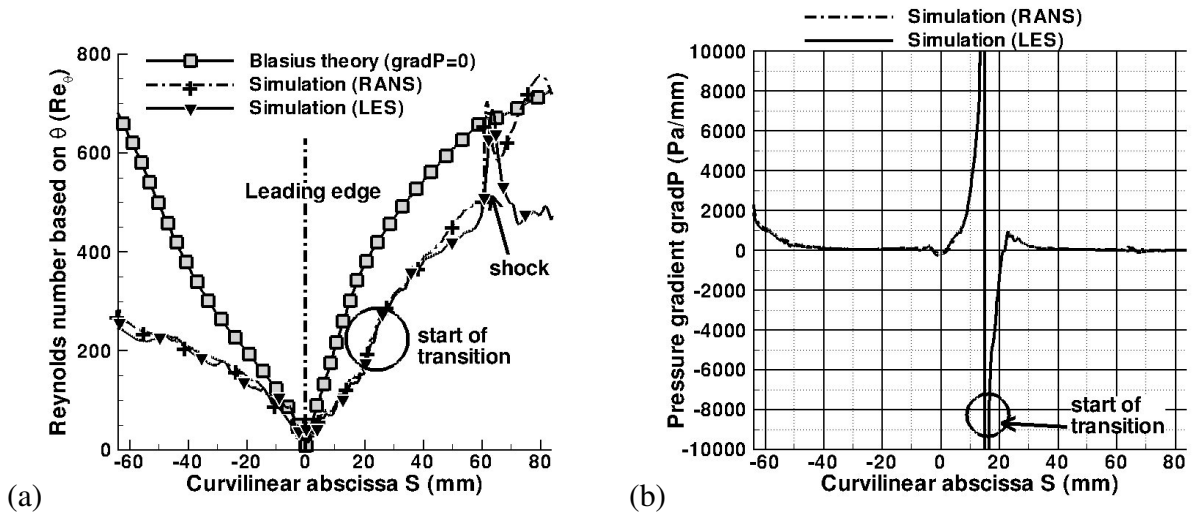 Blasius theory (gradP=0)
Simulation (RANS)
Simulation (LES)
Leading edge
shock
start of
transition
Reynolds number based on θ (Reθ)
800
600
400
200
0
-60 -40 -20 0 20 40 60 80
Curvilinear abscissa S (mm)
(a)
Simulation (RANS)
Simulation (LES)
Pressure gradient gradP (Pa/mm)
10000
8000
6000
4000
2000
0
-2000
-4000
-6000
-8000
-10000
start of
transition
-60 -40 -20 0 20 40 60 80
Curvilinear abscissa S (mm)
(b)